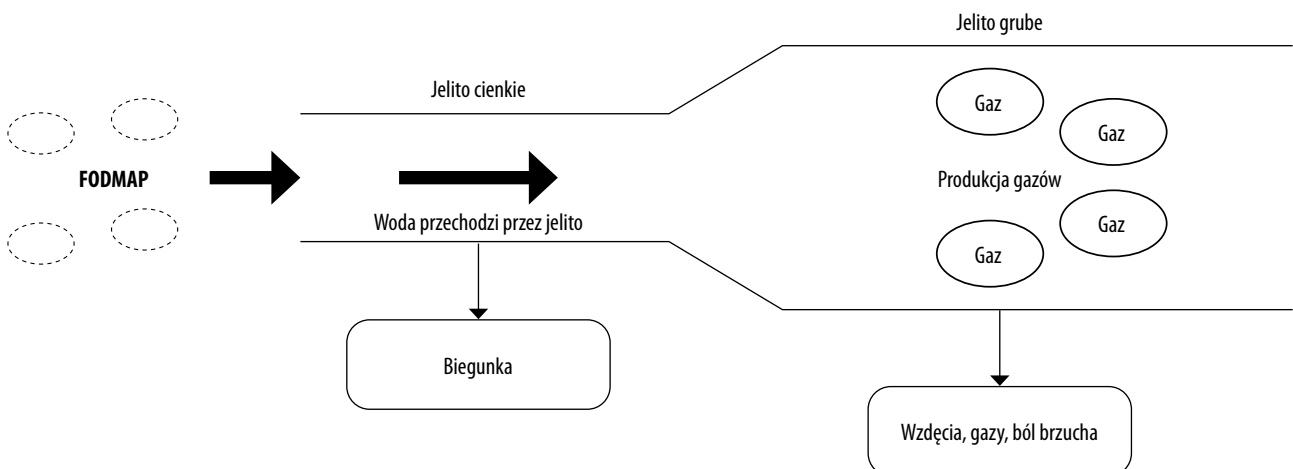 Jelito grube
Jelito cienkie
Gaz
Gaz
FODMAP
Produkcja gazów
Woda przechodzi przez jelito
Gaz
Gaz
Biegunka
Wzdęcia, gazy, ból brzucha